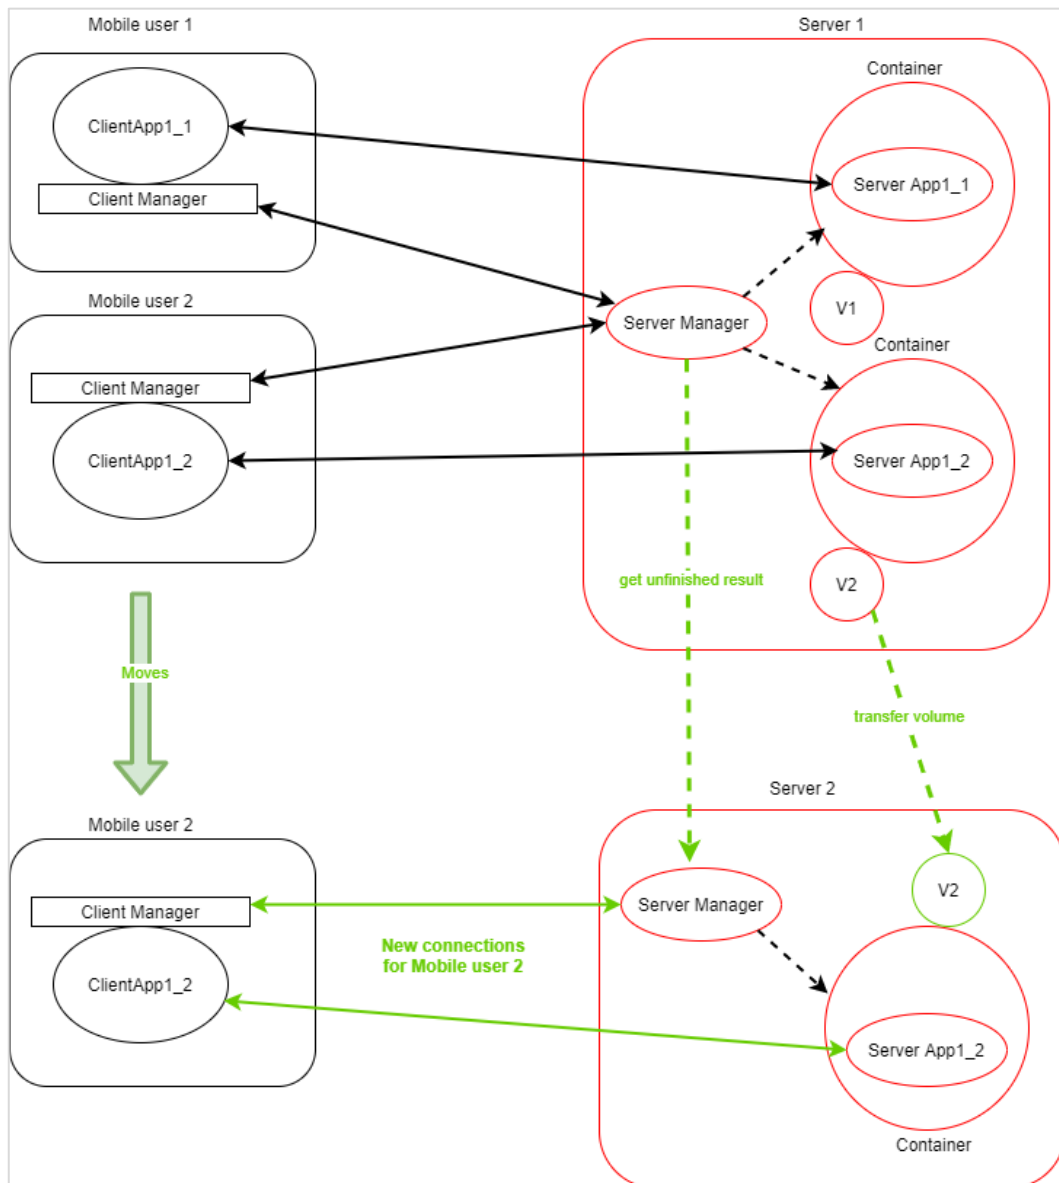 Mobile user 1
Server 1
Container
ClientApp1_1
Server App1_1
Client Manager
Mobile user 2
V1
Server Manager
Container
Client Manager
ClientApp1_2
Server App1_2
get unfinished result
V2
Moves
transfer volume
Server 2
Mobile user 2
V2
Client Manager
Server Manager
New connections
for Mobile user 2
ClientApp1_2
Server App1_2
Container